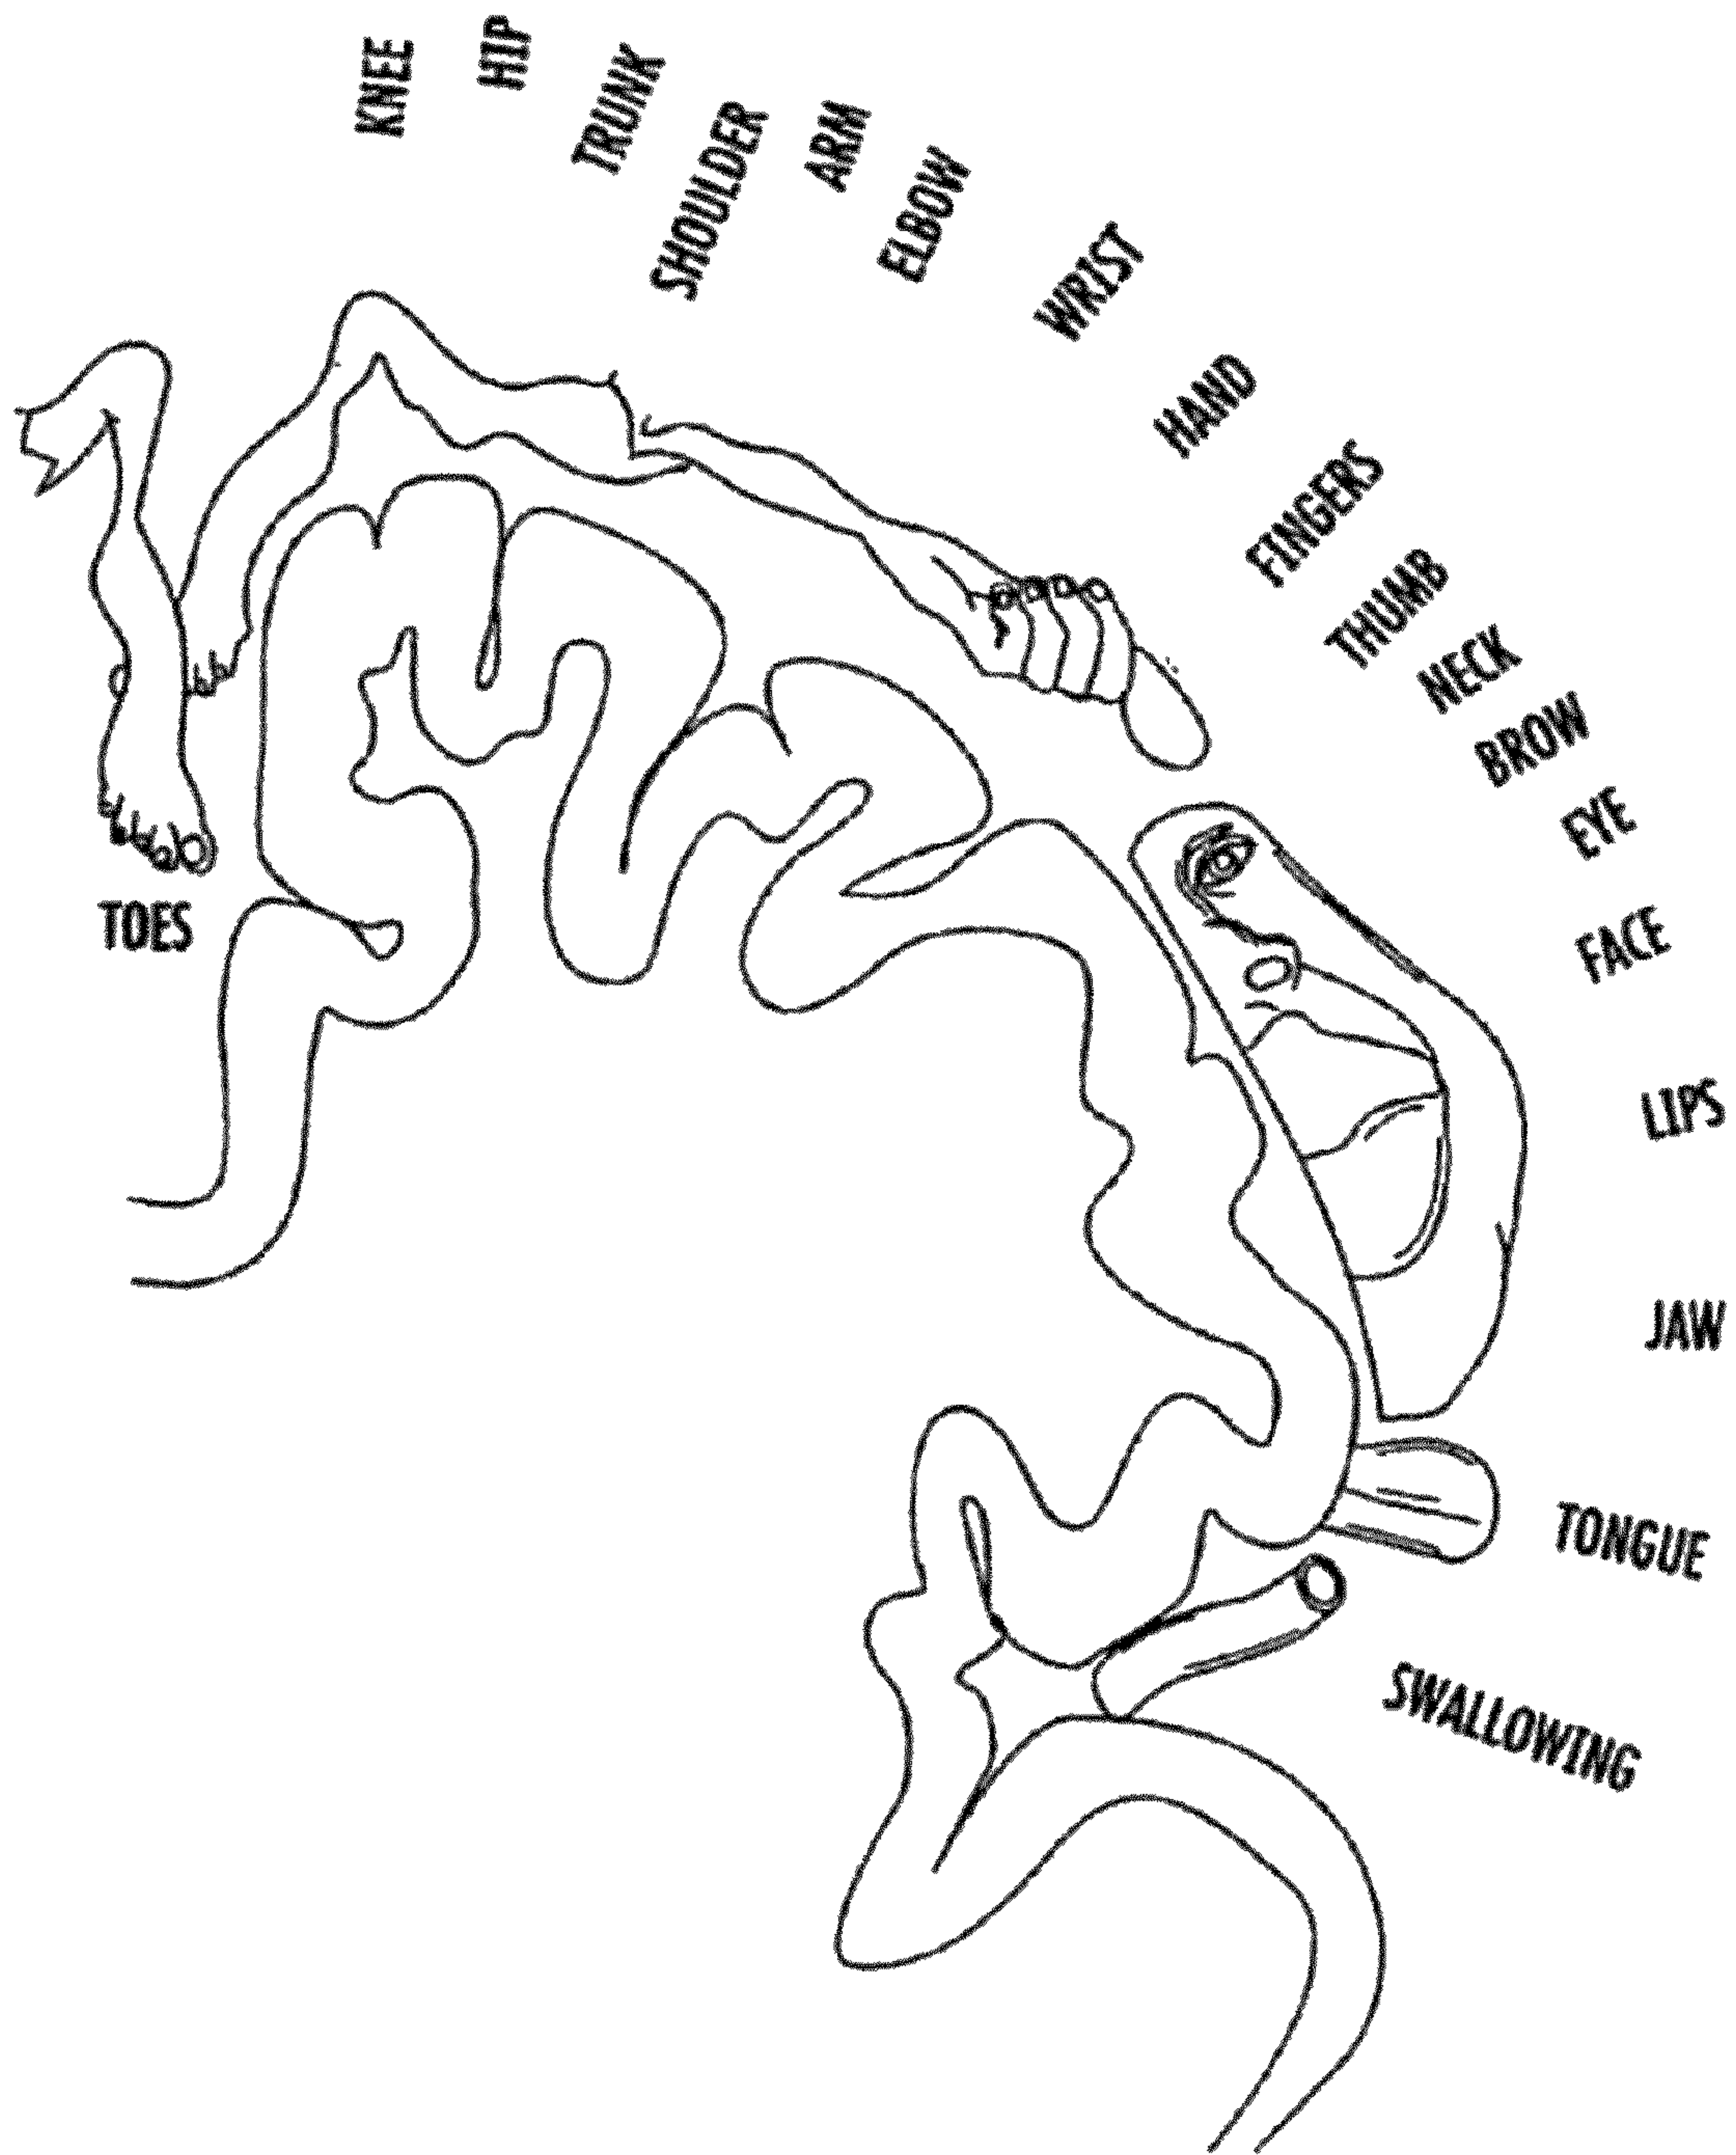 KNEE
HIP
TRUNK
SHOULDER
ARM
ELBOW
WRIST
HAND
FINGERS
THUMB
NECK
BROW
EYE
FACE
LIPS
JAW
TONGUE
SWALLOWING
TOES